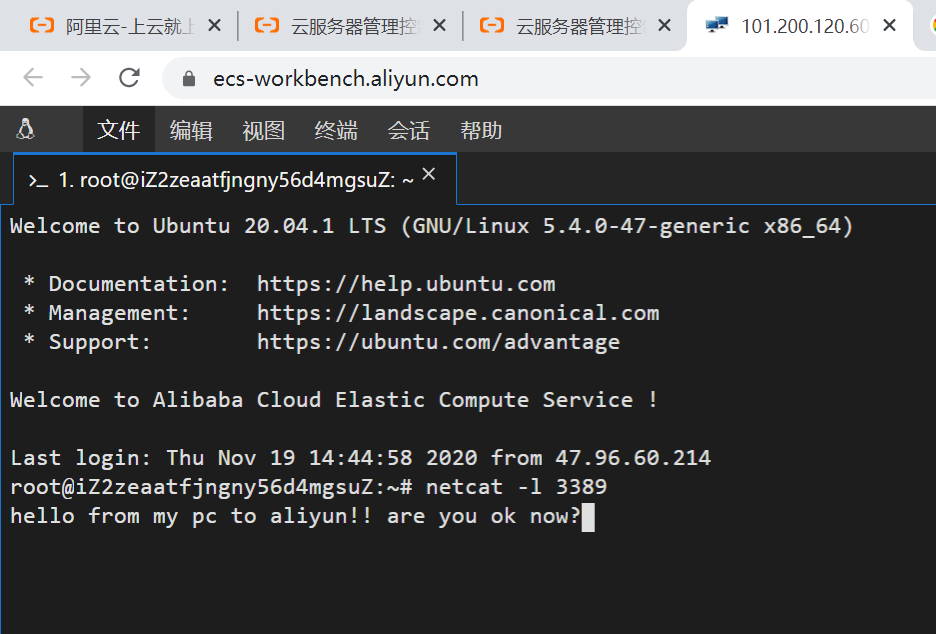 阿里云-上云就上
云服务器管理控
云服务器管理控
101.200.120.60
ecs-workbench.aliyun.com
文件 编辑 视图 终端 会话 帮助
>_ 1. root@iZ2zeaatfjngny56d4mgsuZ: ~
Welcome to Ubuntu 20.04.1 LTS (GNU/Linux 5.4.0-47-generic x86_64)
* Documentation: https://help.ubuntu.com
* Management: https://landscape.canonical.com
* Support: https://ubuntu.com/advantage
Welcome to Alibaba Cloud Elastic Compute Service !
Last login: Thu Nov 19 14:44:58 2020 from 47.96.60.214
root@iZ2zeaatfjngny56d4mgsuZ:~# netcat -l 3389
hello from my pc to aliyun!! are you ok now?